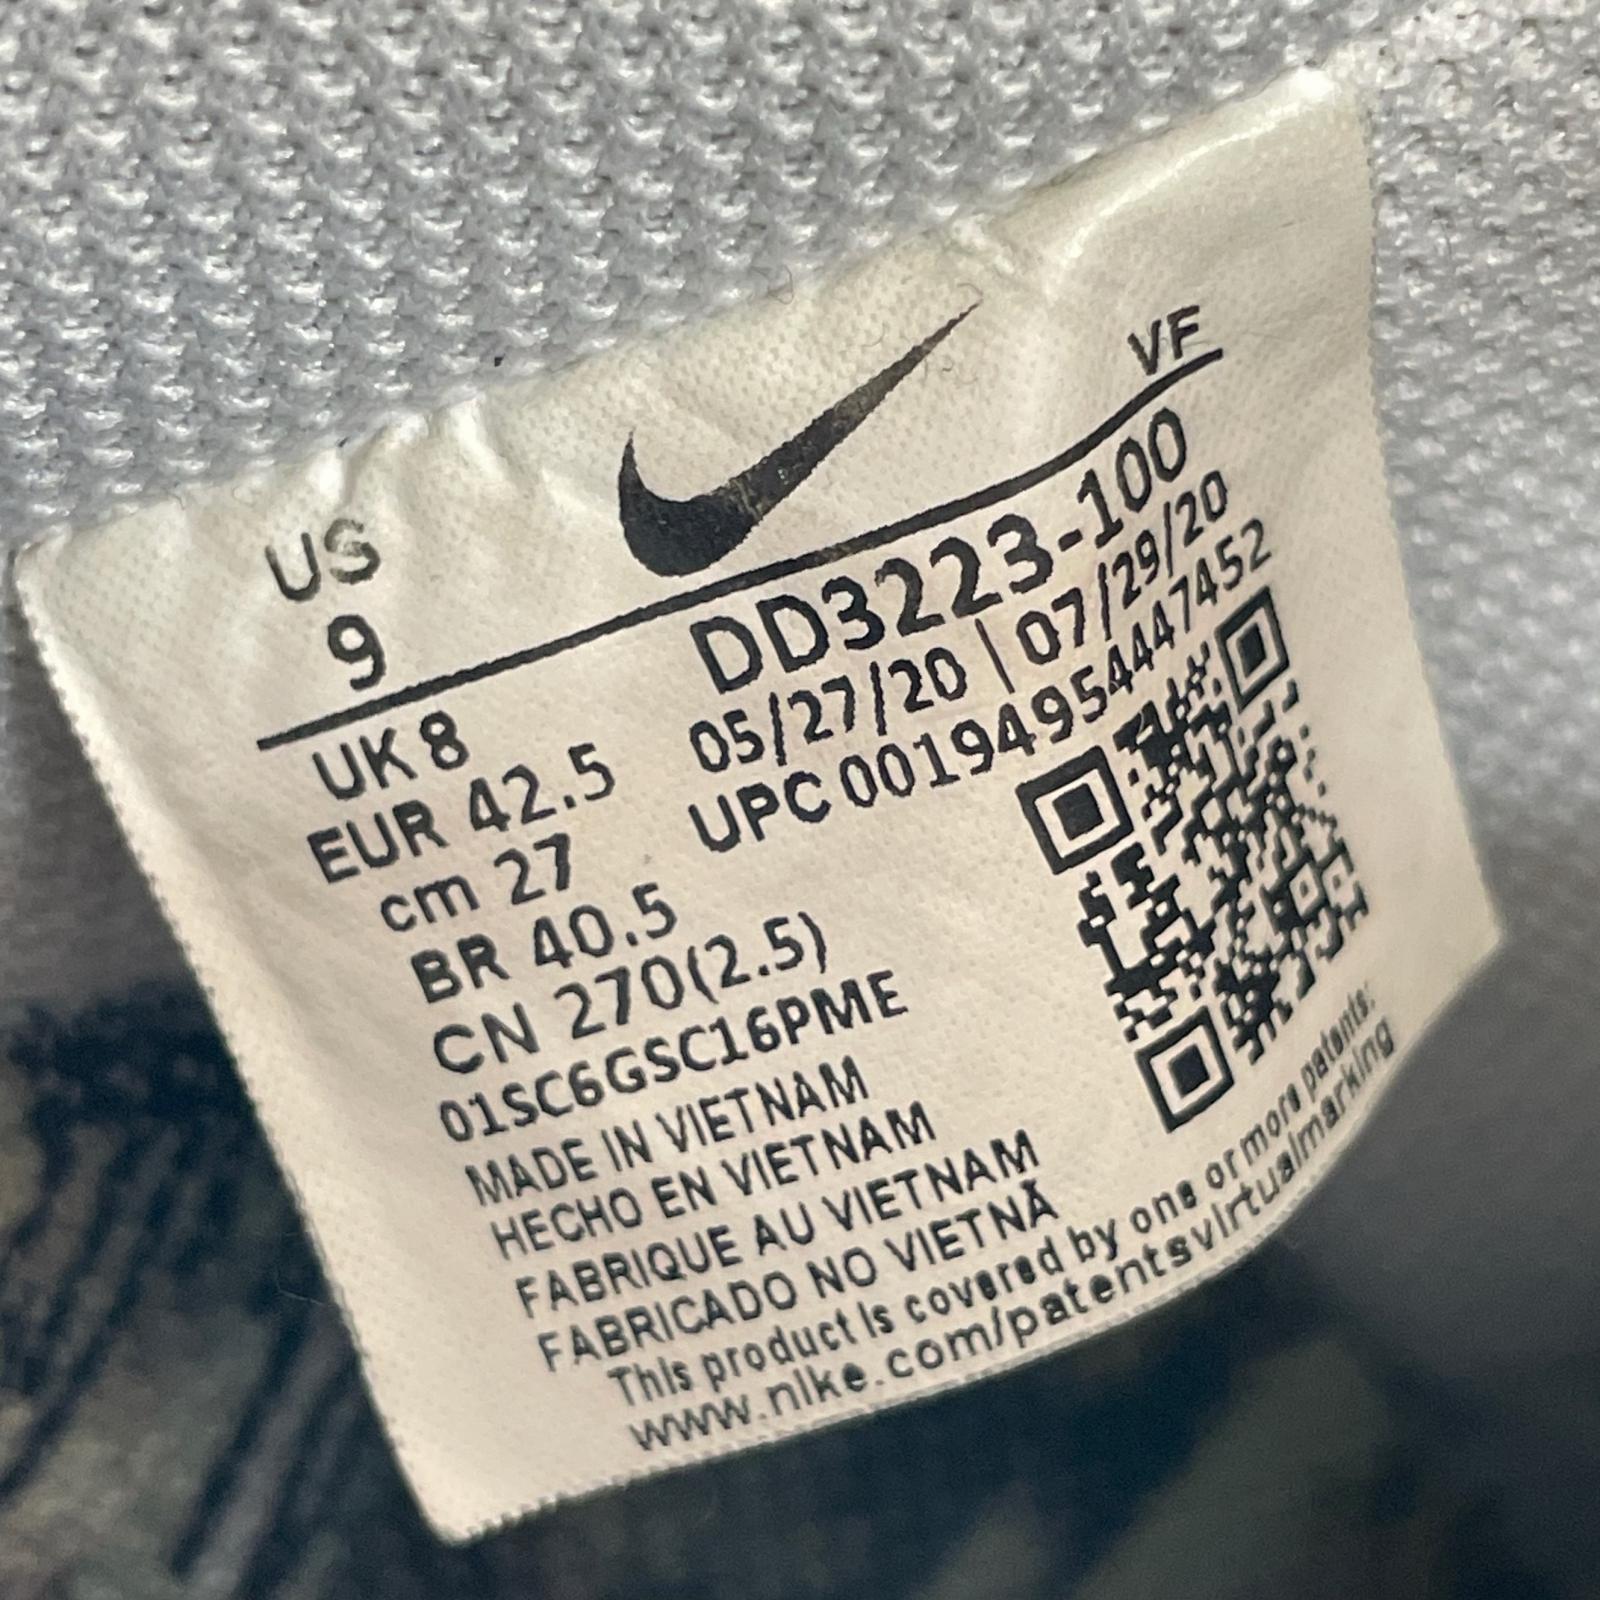 VF
US
9
DD3223-100
05/27/20 | 07/29/20
UPC 00194954447452
UK 8
EUR 42.5
cm 27
BR 40.5
CN 270(2.5)
01SC6GSC16PME
MADE IN VIETNAM
HECHO EN VIETNAM
FABRIQUE AU VIETNAM
FABRICADO NO VIETNÃ
This product is covered by one or more patents:
www.nike.com/patentsvirtualmarking